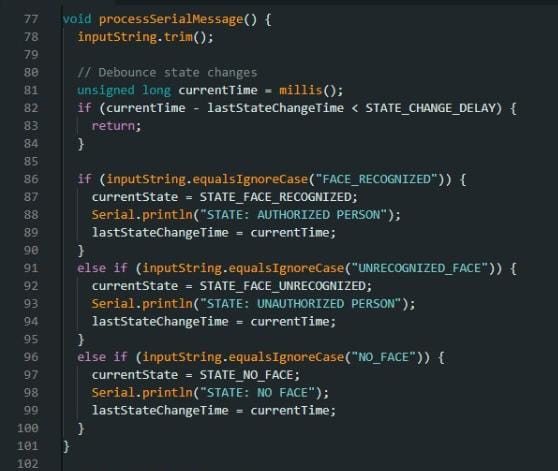 77 void processSerialMessage() {
78   inputString.trim();
79
80   // Debounce state changes
81   unsigned long currentTime = millis();
82   if (currentTime - lastStateChangeTime < STATE_CHANGE_DELAY) {
83     return;
84   }
85
86   if (inputString.equalsIgnoreCase("FACE_RECOGNIZED")) {
87     currentState = STATE_FACE_RECOGNIZED;
88     Serial.println("STATE: AUTHORIZED PERSON");
89     lastStateChangeTime = currentTime;
90   }
91   else if (inputString.equalsIgnoreCase("UNRECOGNIZED_FACE")) {
92     currentState = STATE_FACE_UNRECOGNIZED;
93     Serial.println("STATE: UNAUTHORIZED PERSON");
94     lastStateChangeTime = currentTime;
95   }
96   else if (inputString.equalsIgnoreCase("NO_FACE")) {
97     currentState = STATE_NO_FACE;
98     Serial.println("STATE: NO FACE");
99     lastStateChangeTime = currentTime;
100   }
101 }
102